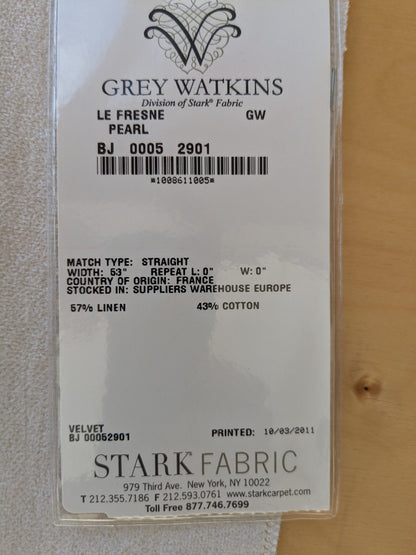 GREY WATKINS
Division of Stark® Fabric
LE FRESNE GW
PEARL
BJ 0005 2901
*1008611005*
MATCH TYPE: STRAIGHT
WIDTH: 53" REPEAT L: 0" W: 0"
COUNTRY OF ORIGIN: FRANCE
STOCKED IN: SUPPLIERS WAREHOUSE EUROPE
57% LINEN 43% COTTON
VELVET
BJ 00052901 PRINTED: 10/03/2011
STARK® FABRIC
979 Third Ave. New York, NY 10022
T 212.355.7186 F 212.593.0761 www.starkcarpet.com
Toll Free 877.746.7699